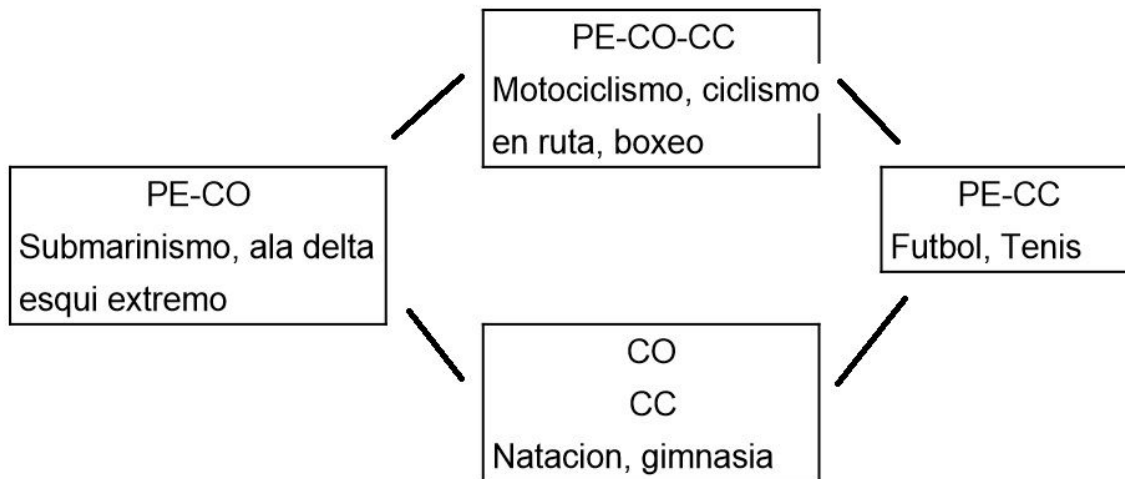 PE-CO-CC
Motociclismo, ciclismo
en ruta, boxeo
PE-CO
Submarinismo, ala delta
esqui extremo
PE-CC
Futbol, Tenis
CO
CC
Natacion, gimnasia